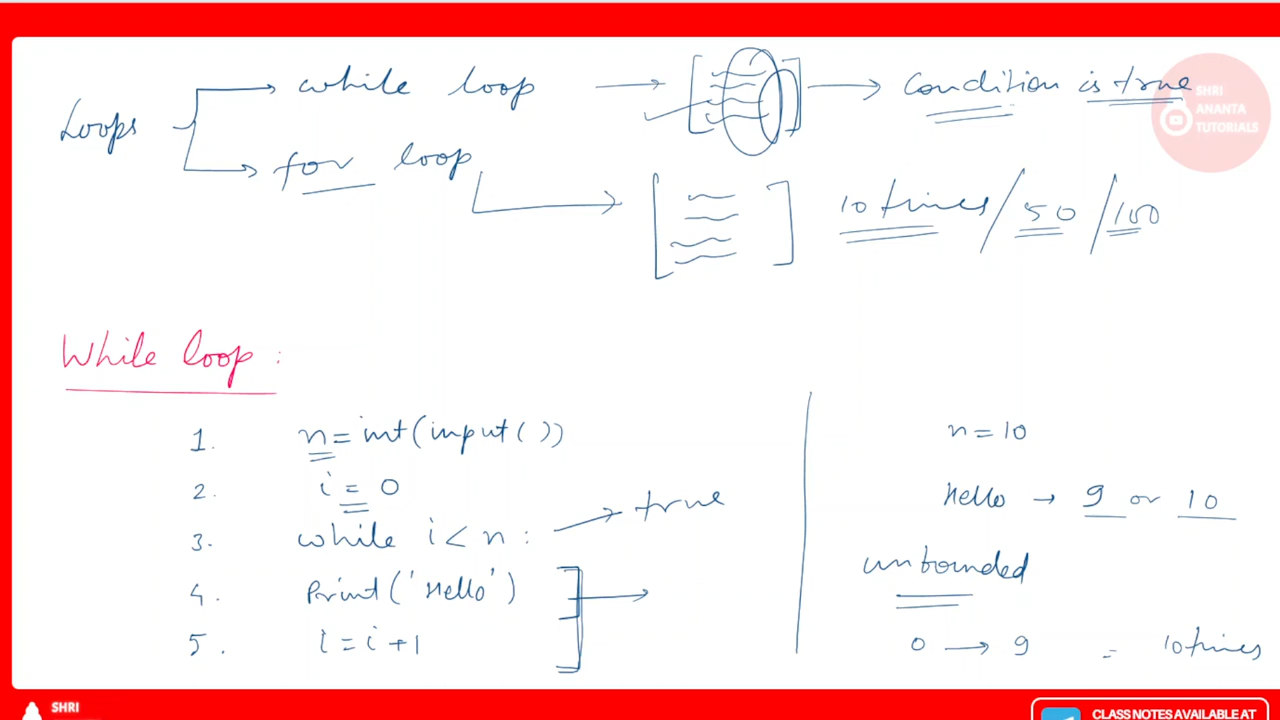 Loops
while loop → [ ] → Condition is true
for loop → [ ] 10 times / 50 / 100
SHRI
ANANTA
TUTORIALS
While loop :
1. n = int(input())
2. i = 0
3. while i < n : → true
4. Print('Hello')
5. i = i + 1
n = 10
Hello → 9 or 10
unbounded
0 → 9 = 10 times
SHRI
CLASS NOTES AVAILABLE AT